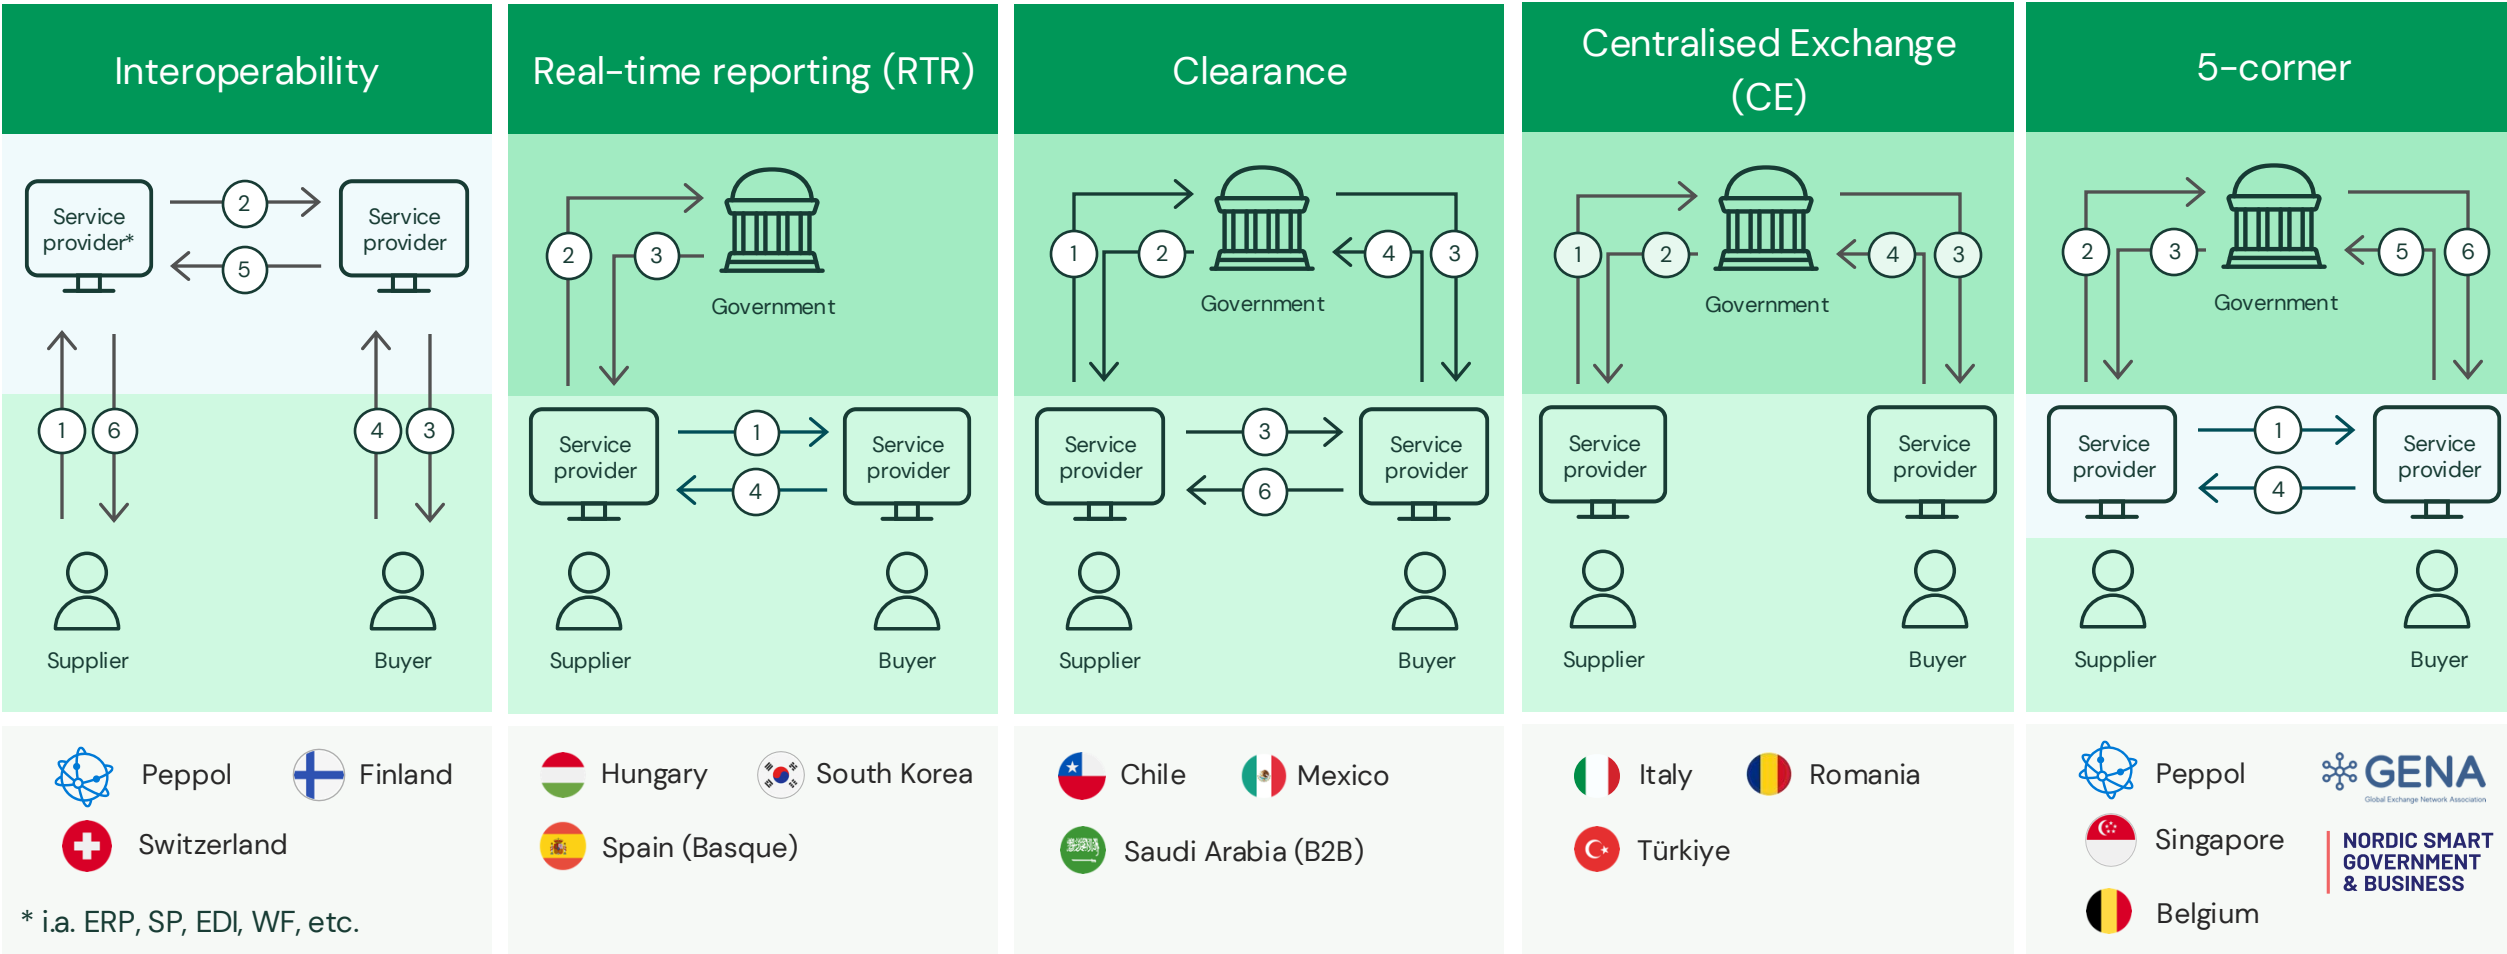 Interoperability
Service
provider*
2
5
Service
provider
1
6
4
3
Supplier
Buyer
Peppol
Finland
Switzerland
* i.a. ERP, SP, EDI, WF, etc.
Real-time reporting (RTR)
2
3
Government
Service
provider
1
4
Service
provider
Supplier
Buyer
Hungary
South Korea
Spain (Basque)
Clearance
1
2
4
3
Government
Service
provider
3
6
Service
provider
Supplier
Buyer
Chile
Mexico
Saudi Arabia (B2B)
Centralised Exchange
(CE)
1
2
4
3
Government
Service
provider
Service
provider
Supplier
Buyer
Italy
Romania
Türkiye
5-corner
2
3
5
6
Government
Service
provider
1
4
Service
provider
Supplier
Buyer
Peppol
GENA
Global Exchange Network Association
Singapore
NORDIC SMART
GOVERNMENT
& BUSINESS
Belgium